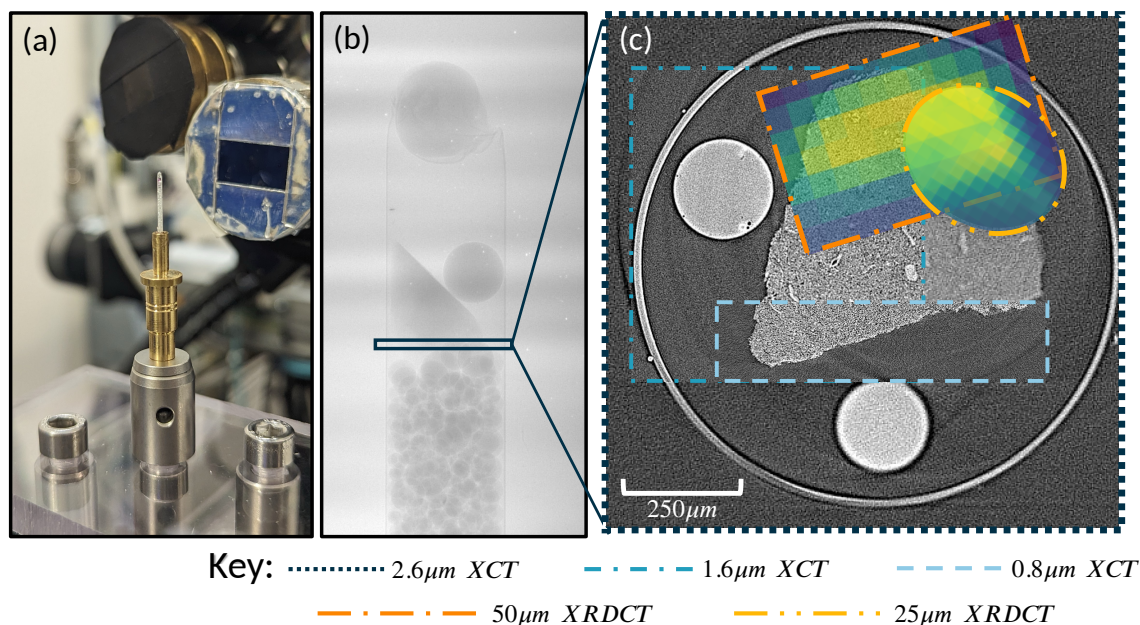 (a)
(b)
(c)
250μm
Key: 2.6μm XCT 1.6μm XCT 0.8μm XCT
50μm XRDCT 25μm XRDCT